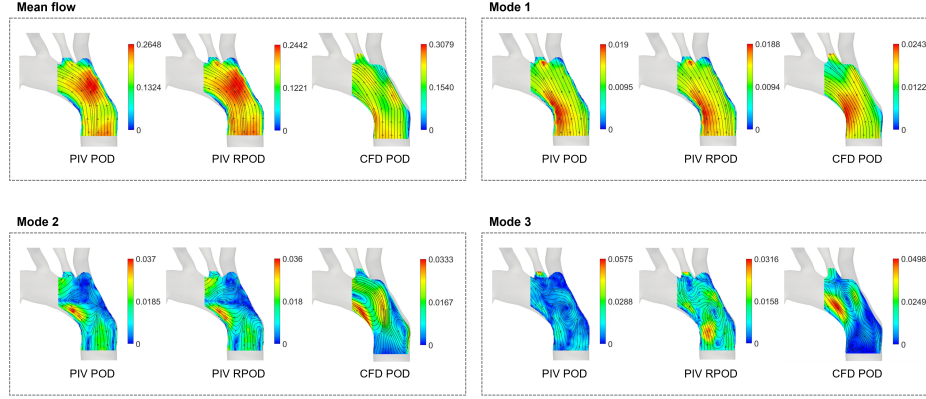 Mean flow
0.2648
0.1324
0
PIV POD
0.2442
0.1221
0
PIV RPOD
0.3079
0.1540
0
CFD POD
Mode 1
0.019
0.0095
0
PIV POD
0.0188
0.0094
0
PIV RPOD
0.0243
0.0122
0
CFD POD
Mode 2
0.037
0.0185
0
PIV POD
0.036
0.018
0
PIV RPOD
0.0333
0.0167
0
CFD POD
Mode 3
0.0575
0.0288
0
PIV POD
0.0316
0.0158
0
PIV RPOD
0.0498
0.0249
0
CFD POD